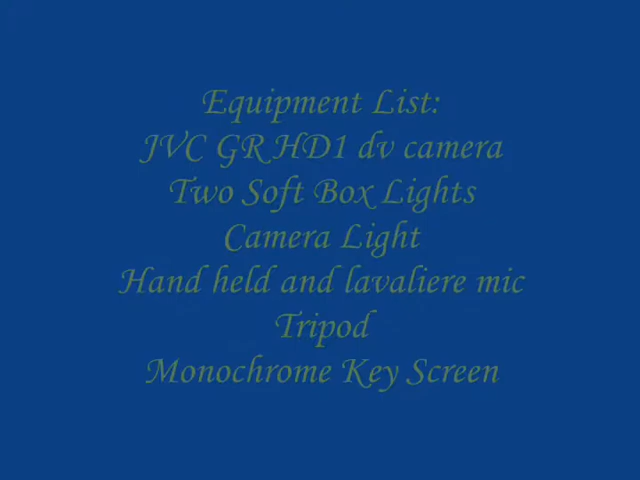 Equipment List:
JVC GR HD1 dv camera
Two Soft Box Lights
Camera Light
Hand held and lavaliere mic
Tripod
Monochrome Key Screen